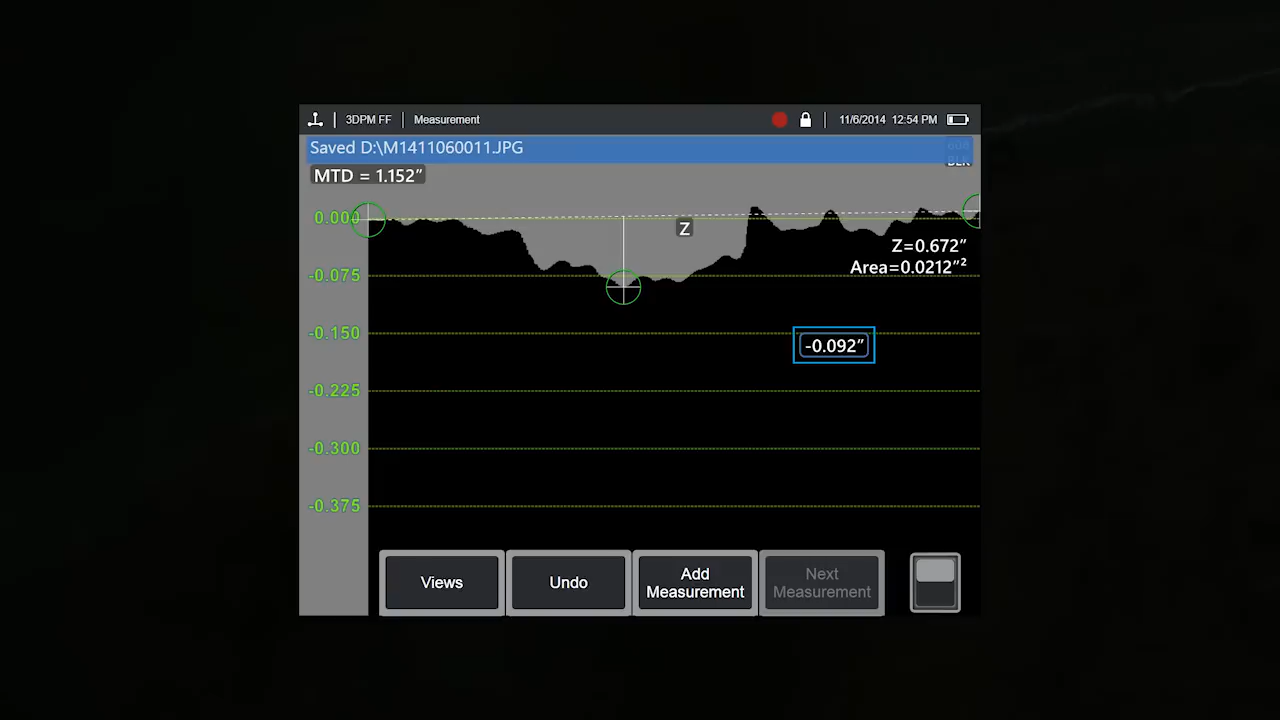 3DPM FF Measurement 11/6/2014 12:54 PM
Saved D:\M1411060011.JPG
BLK
MTD = 1.152”
0.000
Z
Z=0.672”
Area=0.0212”²
-0.075
-0.150
-0.092”
-0.225
-0.300
-0.375
Views
Undo
Add
Measurement
Next
Measurement